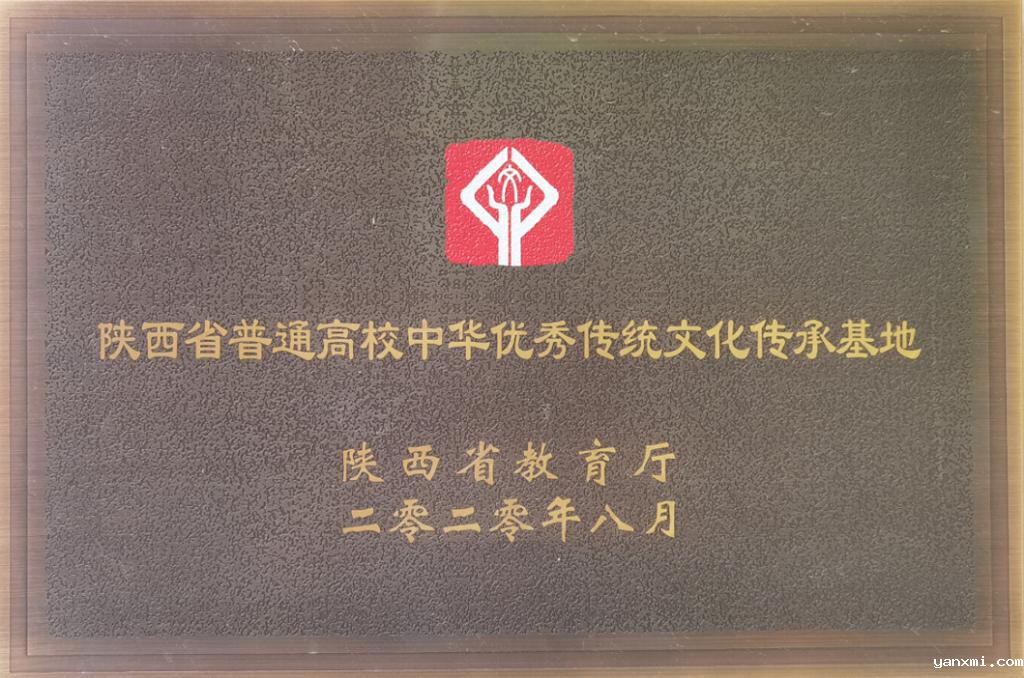 文
陕西省普通高校中华优秀传统文化传承基地
陕西省教育厅
二零二零年八月
yanxmi.com